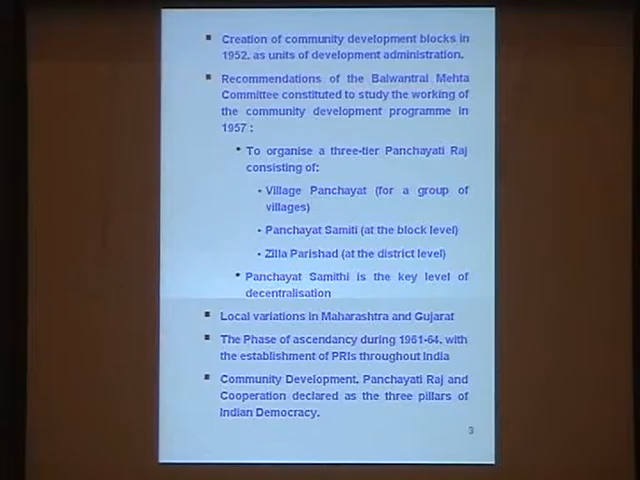 ▪ Creation of community development blocks in
1952, as units of development administration.
▪ Recommendations of the Balwantrai Mehta
Committee constituted to study the working of
the community development programme in
1957 :
• To organise a three-tier Panchayati Raj
consisting of:
- Village Panchayat (for a group of
villages)
- Panchayat Samiti (at the block level)
- Zilla Parishad (at the district level)
• Panchayat Samithi is the key level of
decentralisation
▪ Local variations in Maharashtra and Gujarat
▪ The Phase of ascendancy during 1961-64, with
the establishment of PRIs throughout India
▪ Community Development, Panchayati Raj and
Cooperation declared as the three pillars of
Indian Democracy.
3